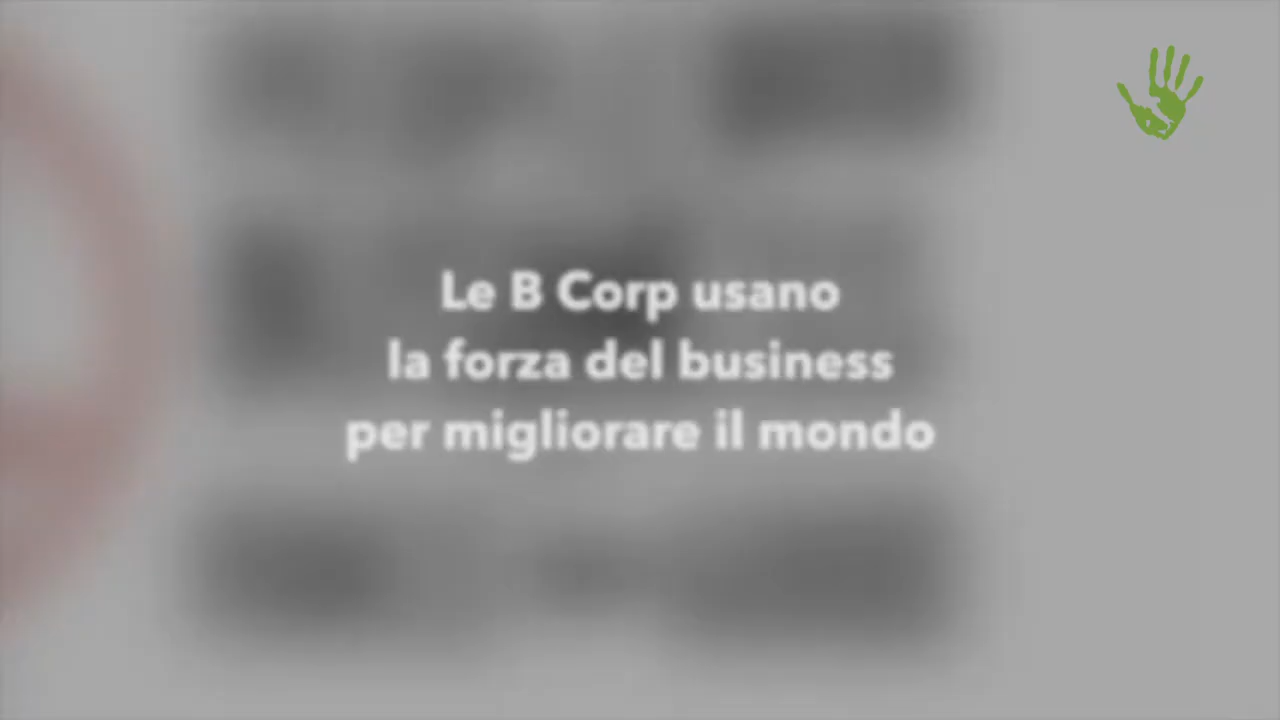 Le B Corp usano
la forza del business
per migliorare il mondo